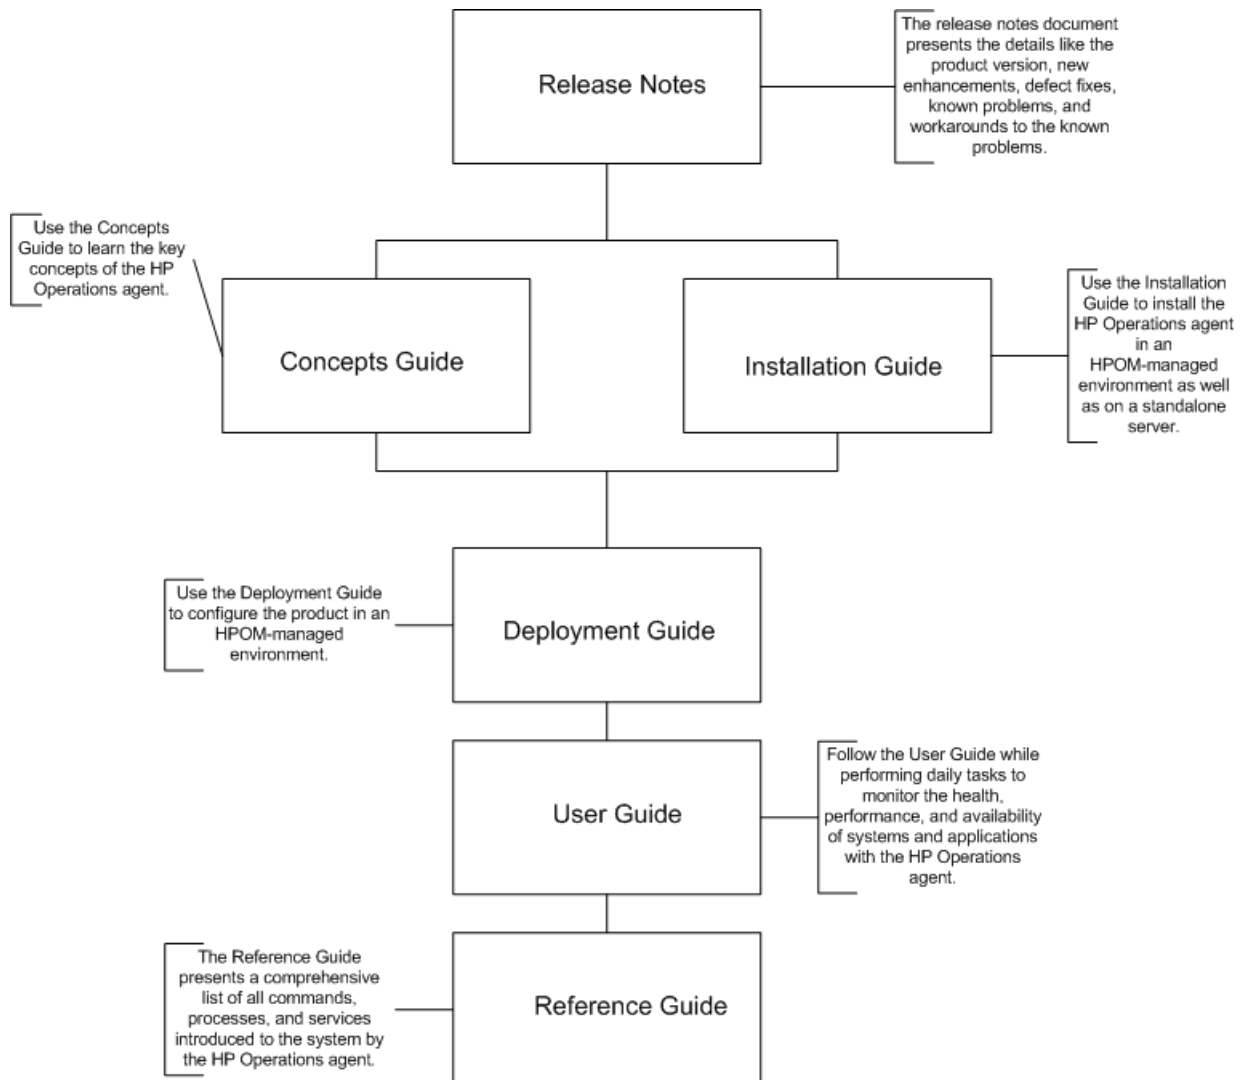 Release Notes
The release notes document
presents the details like the
product version, new
enhancements, defect fixes,
known problems, and
workarounds to the known
problems.
Use the Concepts
Guide to learn the key
concepts of the HP
Operations agent.
Concepts Guide
Installation Guide
Use the Installation
Guide to install the
HP Operations agent
in an
HPOM-managed
environment as well
as on a standalone
server.
Use the Deployment Guide
to configure the product in an
HPOM-managed
environment.
Deployment Guide
User Guide
Follow the User Guide while
performing daily tasks to
monitor the health,
performance, and availability
of systems and applications
with the HP Operations
agent.
The Reference Guide
presents a comprehensive
list of all commands,
processes, and services
introduced to the system by
the HP Operations agent.
Reference Guide